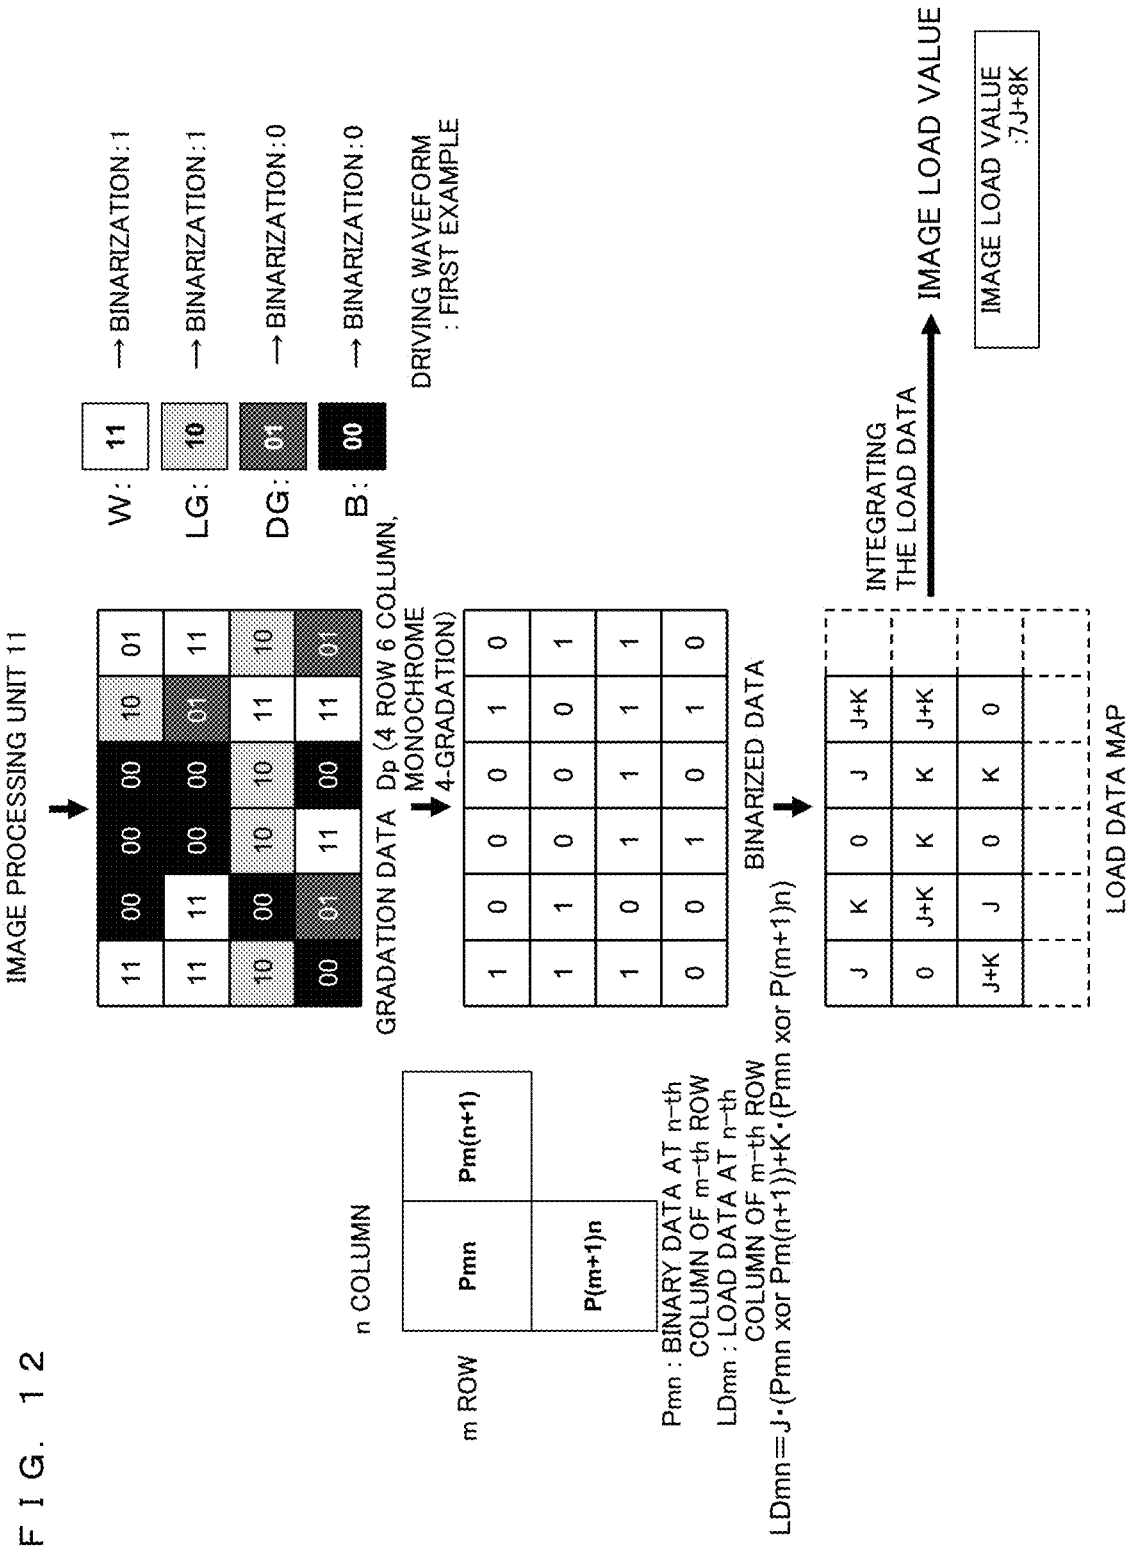 FIG. 12
IMAGE PROCESSING UNIT 11
11 00 00 00 10 01
11 11 00 00 01 11
10 00 10 10 11 10
00 01 11 00 11 01
GRADATION DATA Dp (4 ROW 6 COLUMN,
MONOCHROME
4-GRADATION)
W: 11 → BINARIZATION:1
LG: 10 → BINARIZATION:1
DG: 01 → BINARIZATION:0
B: 00 → BINARIZATION:0
DRIVING WAVEFORM
: FIRST EXAMPLE
n COLUMN
m ROW
Pmn Pm(n+1)
P(m+1)n
Pmn : BINARY DATA AT n-th
COLUMN OF m-th ROW
LDmn : LOAD DATA AT n-th
COLUMN OF m-th ROW
LDmn=J・(Pmn xor Pm(n+1))+K・(Pmn xor P(m+1)n)
1 0 0 0 1 0
1 1 0 0 0 1
1 0 1 1 1 1
0 0 1 0 1 0
BINARIZED DATA
J K 0 J J+K
0 J+K K K J+K
J+K J 0 K 0
LOAD DATA MAP
INTEGRATING
THE LOAD DATA
IMAGE LOAD VALUE
IMAGE LOAD VALUE
:7J+8K